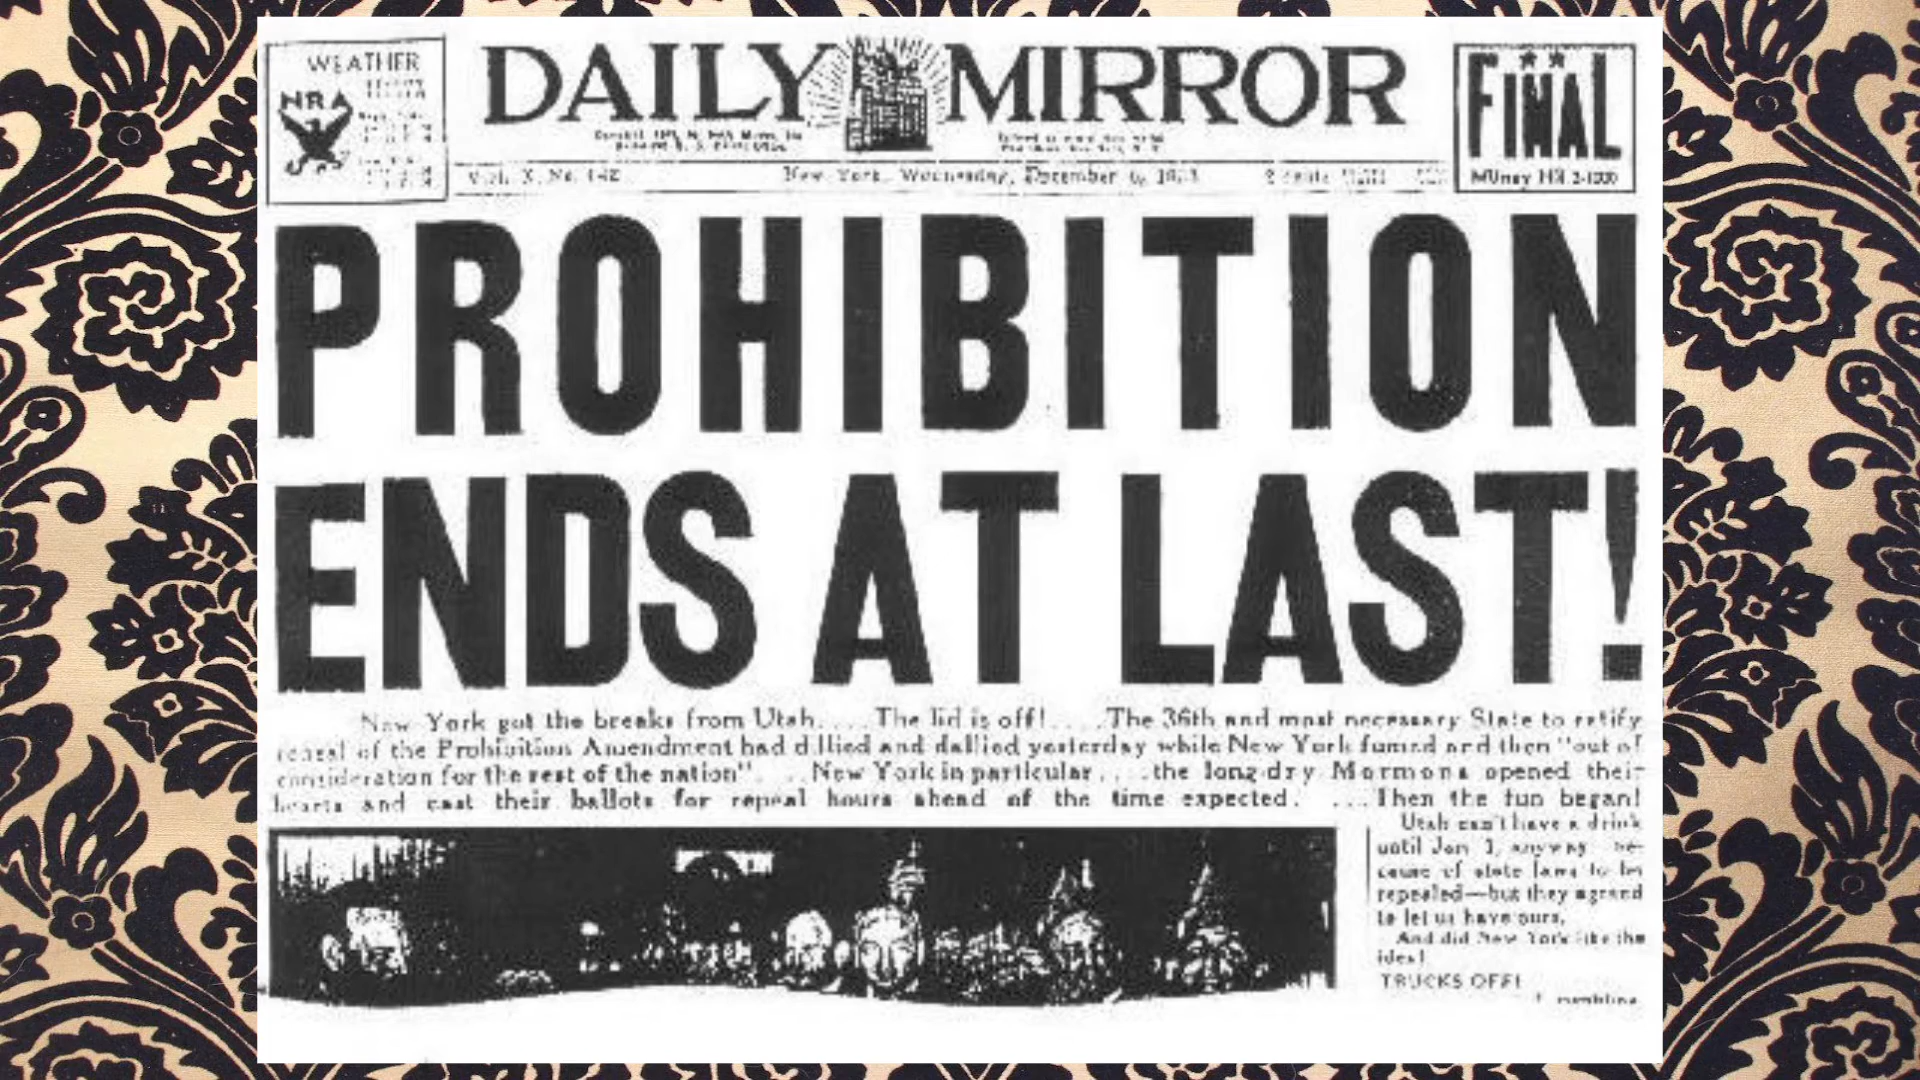 WEATHER
NRA
DAILY MIRROR
★ ★
FINAL
MUrray Hill 2-1000
New York, Wednesday, December 6, 1933
PROHIBITION
ENDS AT LAST!
New York got the breaks from Utah. . . . The lid is off! . . . . The 36th and most necessary State to ratify
repeal of the Prohibition Amendment had dillied and dallied yesterday while New York fumed and then "out of
consideration for the rest of the nation" . . . . New York in particular . . . . the long-dry Mormons opened their
hearts and cast their ballots for repeal hours ahead of the time expected. . . . . Then the fun began!
Utah can't have a drink
until Jan. 1, anyway be-
cause of state laws to be
repealed—but they agreed
to let us have ours.
And did New York like the
idea!
TRUCKS OFF!